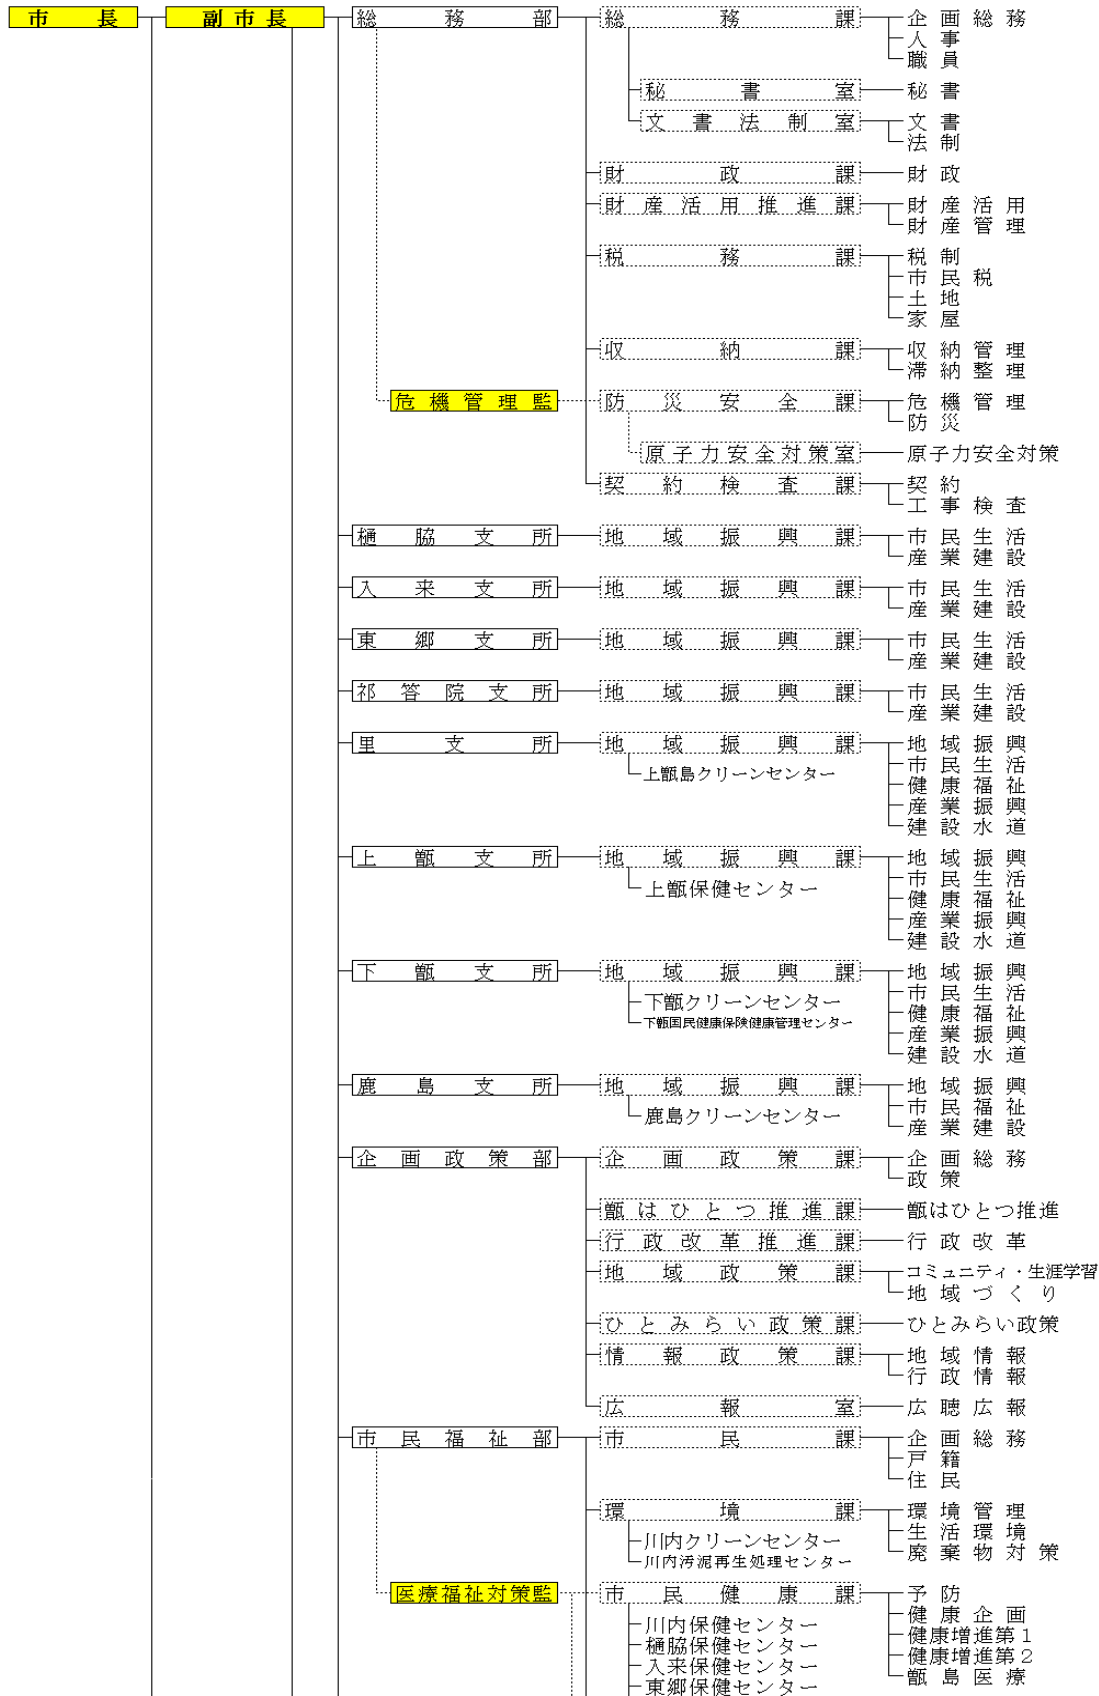 市長 副市長 総務部 総務課 企画総務
人事
職員
秘書室 秘書
文書法制室 文書
法制
財政課 財政
財産活用推進課 財産活用
財産管理
税務課 税制
市民税
土地
家屋
収納課 収納管理
滞納整理
危機管理監 防災安全課 危機管理
防災
原子力安全対策室 原子力安全対策
契約検査課 契約
工事検査
樋脇支所 地域振興課 市民生活
産業建設
入来支所 地域振興課 市民生活
産業建設
東郷支所 地域振興課 市民生活
産業建設
祁答院支所 地域振興課 市民生活
産業建設
里支所 地域振興課 地域振興
上甑島クリーンセンター 市民生活
健康福祉
産業振興
建設水道
上甑支所 地域振興課 地域振興
市民生活
上甑保健センター 健康福祉
産業振興
建設水道
下甑支所 地域振興課 地域振興
下甑クリーンセンター 市民生活
下甑国民健康保険健康管理センター 健康福祉
産業振興
建設水道
鹿島支所 地域振興課 地域振興
鹿島クリーンセンター 市民福祉
産業建設
企画政策部 企画政策課 企画総務
政策
甑はひとつ推進課 甑はひとつ推進
行政改革推進課 行政改革
地域政策課 コミュニティ・生涯学習
地域づくり
ひとみらい政策課 ひとみらい政策
情報政策課 地域情報
行政情報
広報室 広聴広報
市民福祉部 市民課 企画総務
戸籍
住民
環境課 環境管理
川内クリーンセンター 生活環境
川内汚泥再生処理センター 廃棄物対策
医療福祉対策監 市民健康課 予防
川内保健センター 健康企画
樋脇保健センター 健康増進第1
入来保健センター 健康増進第2
東郷保健センター 甑島医療